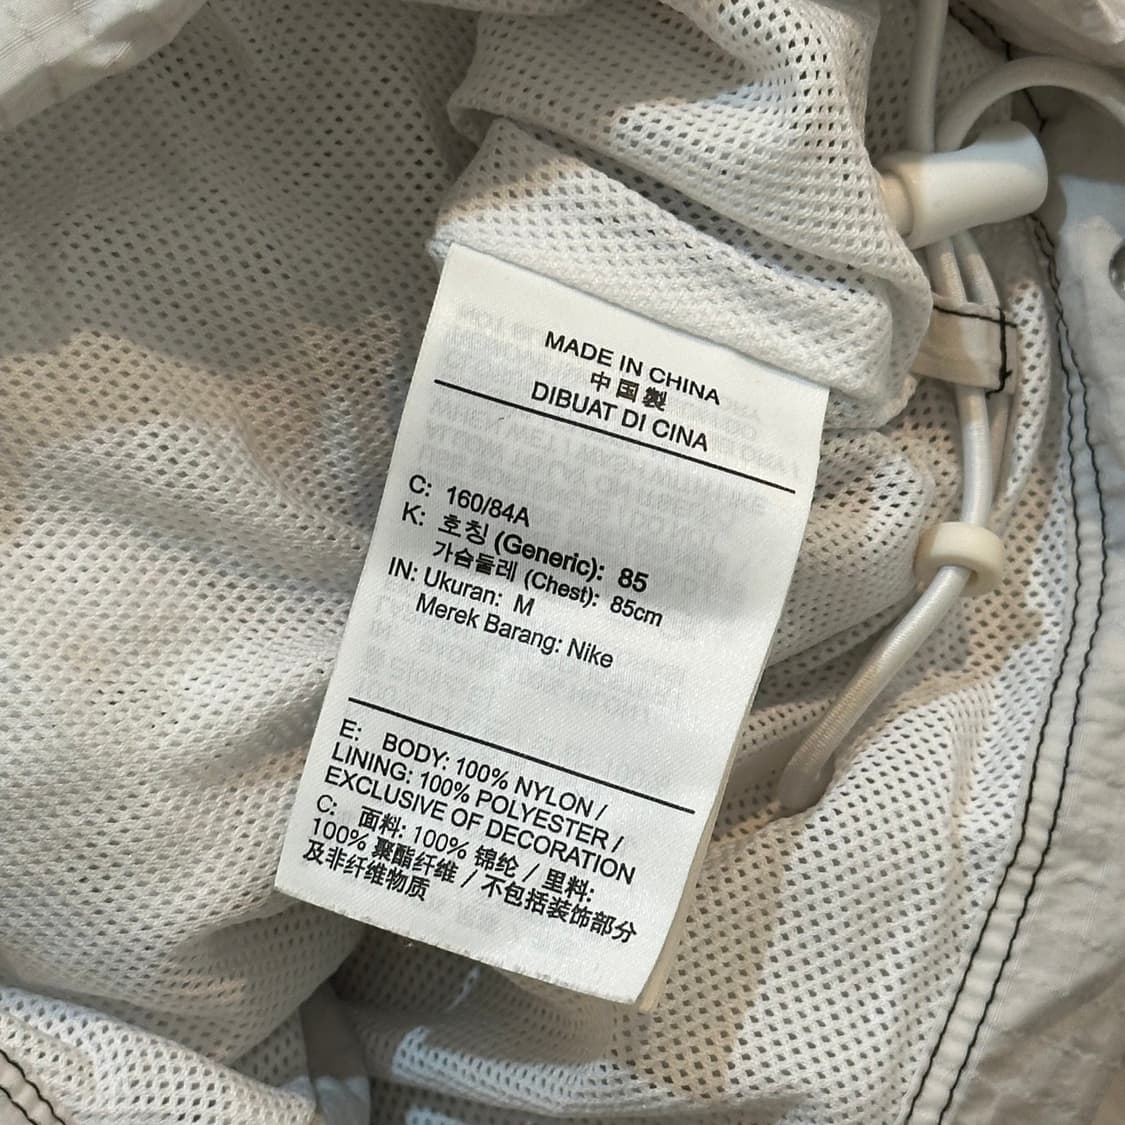 MADE IN CHINA
中国製
DIBUAT DI CINA
C: 160/84A
K: 호칭 (Generic): 85
가슴둘레 (Chest): 85cm
IN: Ukuran: M
Merek Barang: Nike
E: BODY: 100% NYLON /
LINING: 100% POLYESTER /
EXCLUSIVE OF DECORATION
C: 面料: 100% 锦纶 / 里料:
100% 聚酯纤维 / 不包括装饰部分
及非纤维物质